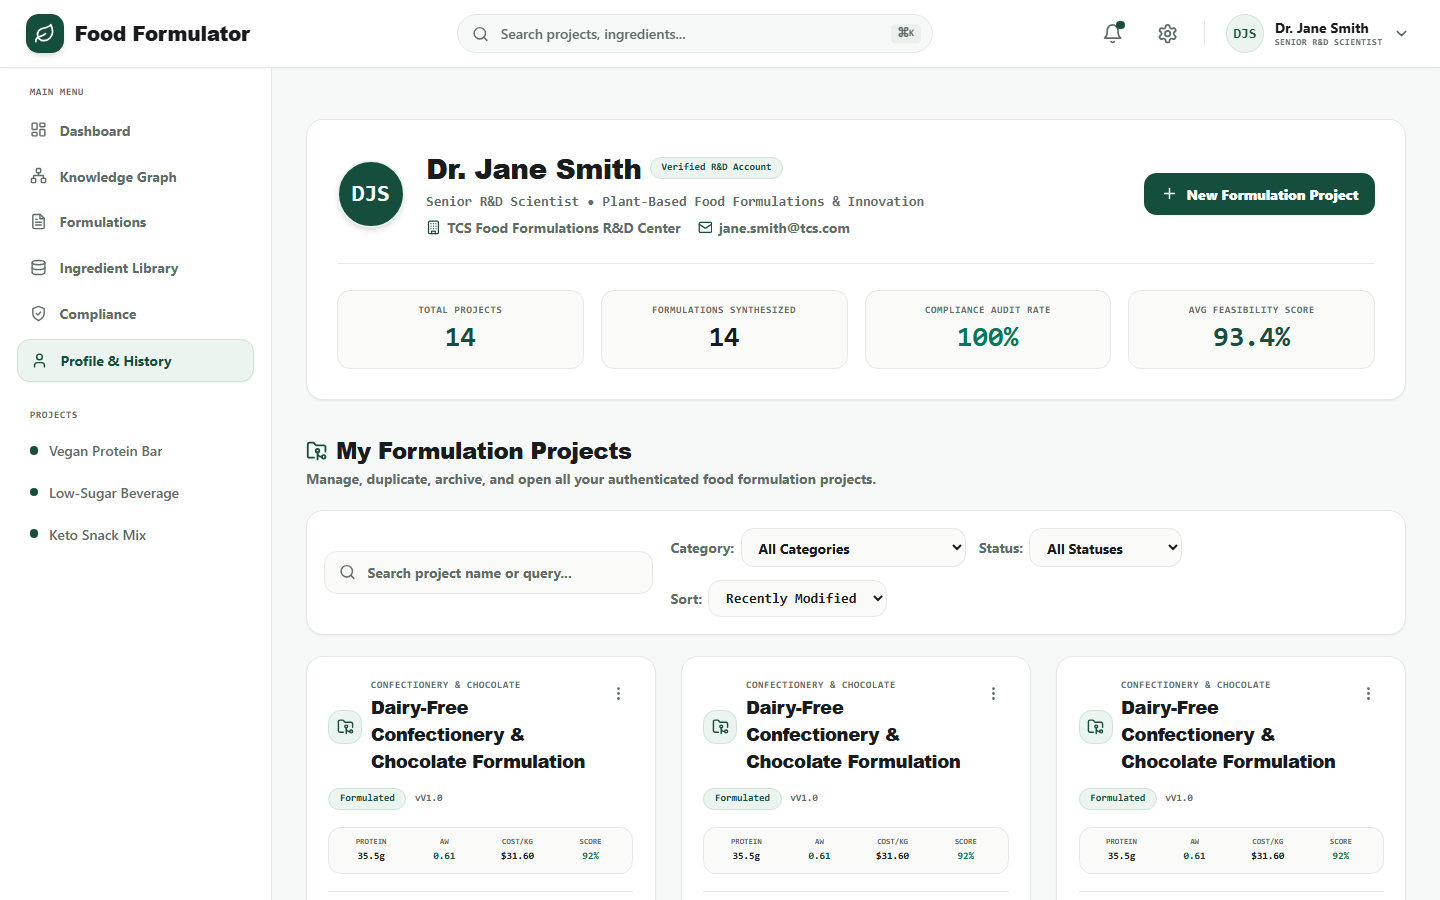 Food Formulator
Search projects, ingredients...
⌘K
DJS
Dr. Jane Smith
SENIOR R&D SCIENTIST
MAIN MENU
Dashboard
Knowledge Graph
Formulations
Ingredient Library
Compliance
Profile & History
PROJECTS
Vegan Protein Bar
Low-Sugar Beverage
Keto Snack Mix
DJS
Dr. Jane Smith
Verified R&D Account
Senior R&D Scientist • Plant-Based Food Formulations & Innovation
TCS Food Formulations R&D Center
jane.smith@tcs.com
New Formulation Project
TOTAL PROJECTS
14
FORMULATIONS SYNTHESIZED
14
COMPLIANCE AUDIT RATE
100%
AVG FEASIBILITY SCORE
93.4%
My Formulation Projects
Manage, duplicate, archive, and open all your authenticated food formulation projects.
Search project name or query...
Category: All Categories
Status: All Statuses
Sort: Recently Modified
CONFECTIONERY & CHOCOLATE
Dairy-Free
Confectionery &
Chocolate Formulation
Formulated vV1.0
PROTEIN AW COST/KG SCORE
35.5g 0.61 $31.60 92%
CONFECTIONERY & CHOCOLATE
Dairy-Free
Confectionery &
Chocolate Formulation
Formulated vV1.0
PROTEIN AW COST/KG SCORE
35.5g 0.61 $31.60 92%
CONFECTIONERY & CHOCOLATE
Dairy-Free
Confectionery &
Chocolate Formulation
Formulated vV1.0
PROTEIN AW COST/KG SCORE
35.5g 0.61 $31.60 92%